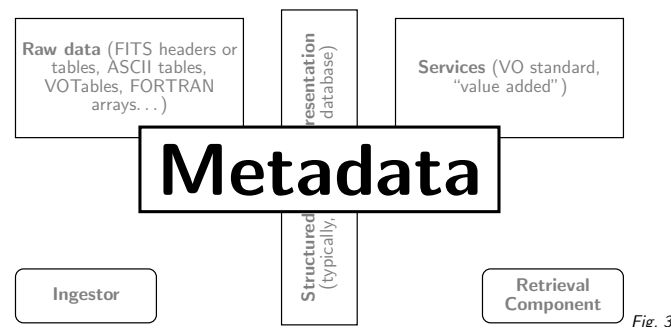 Raw data (FITS headers or
tables, ASCII tables,
VOTables, FORTRAN
arrays...)
Structured
resentation
(typically,
database)
Services (VO standard,
“value added”)
Metadata
Ingestor
Retrieval
Component
Fig. 3